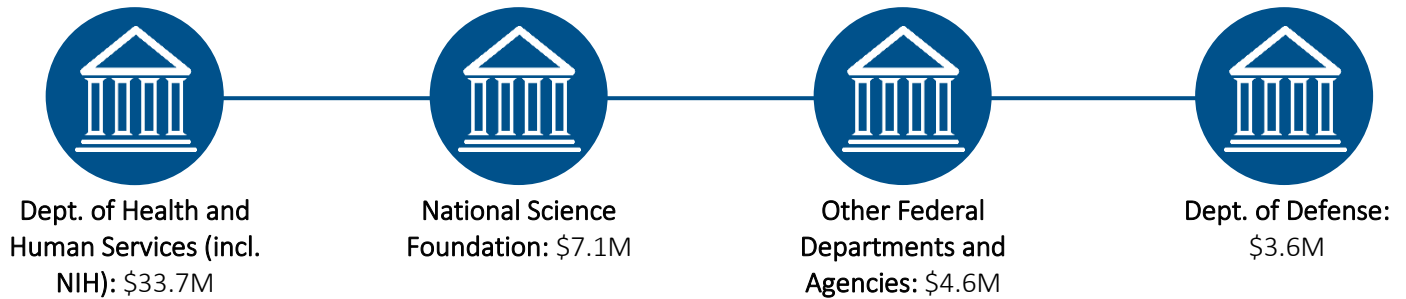 Dept. of Health and
Human Services (incl.
NIH): $33.7M
National Science
Foundation: $7.1M
Other Federal
Departments and
Agencies: $4.6M
Dept. of Defense:
$3.6M